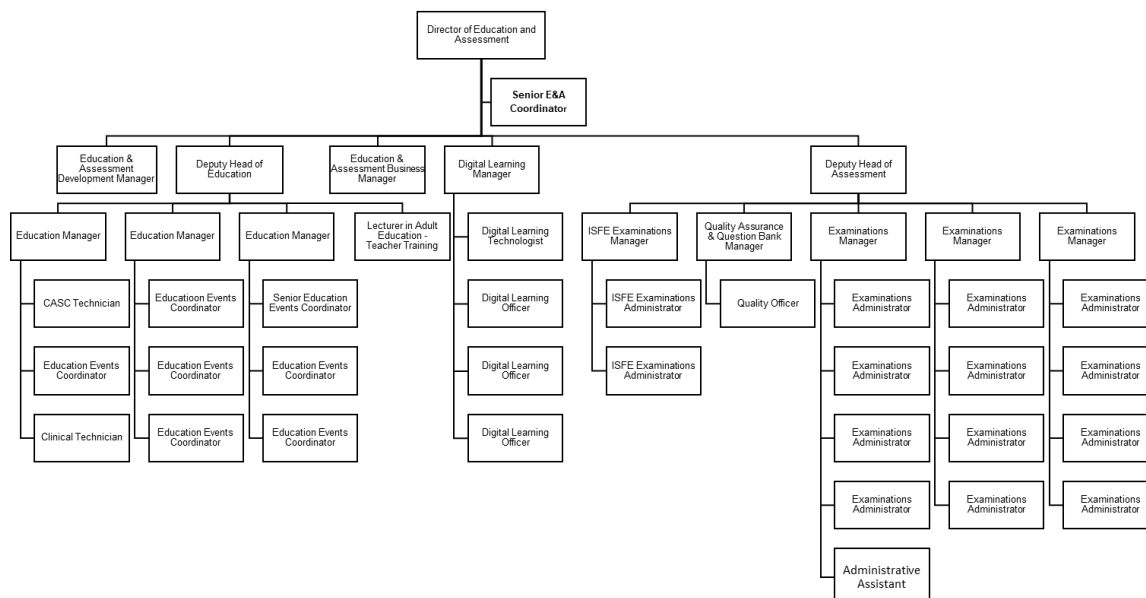 Director of Education and
Assessment
Senior E&A
Coordinator
Education &
Assessment
Development Manager
Deputy Head of
Education
Education &
Assessment Business
Manager
Digital Learning
Manager
Deputy Head of
Assessment
Education Manager
Education Manager
Education Manager
Lecturer in Adult
Education -
Teacher Training
Digital Learning
Technologist
ISFE Examinations
Manager
Quality Assurance
& Question Bank
Manager
Examinations
Manager
Examinations
Manager
Examinations
Manager
CASC Technician
Educatioon Events
Coordinator
Senior Education
Events Coordinator
Digital Learning
Officer
ISFE Examinations
Administrator
Quality Officer
Examinations
Administrator
Examinations
Administrator
Examinations
Administrator
Education Events
Coordinator
Education Events
Coordinator
Education Events
Coordinator
Digital Learning
Officer
ISFE Examinations
Administrator
Examinations
Administrator
Examinations
Administrator
Examinations
Administrator
Clinical Technician
Education Events
Coordinator
Education Events
Coordinator
Digital Learning
Officer
Examinations
Administrator
Examinations
Administrator
Examinations
Administrator
Examinations
Administrator
Examinations
Administrator
Examinations
Administrator
Administrative
Assistant